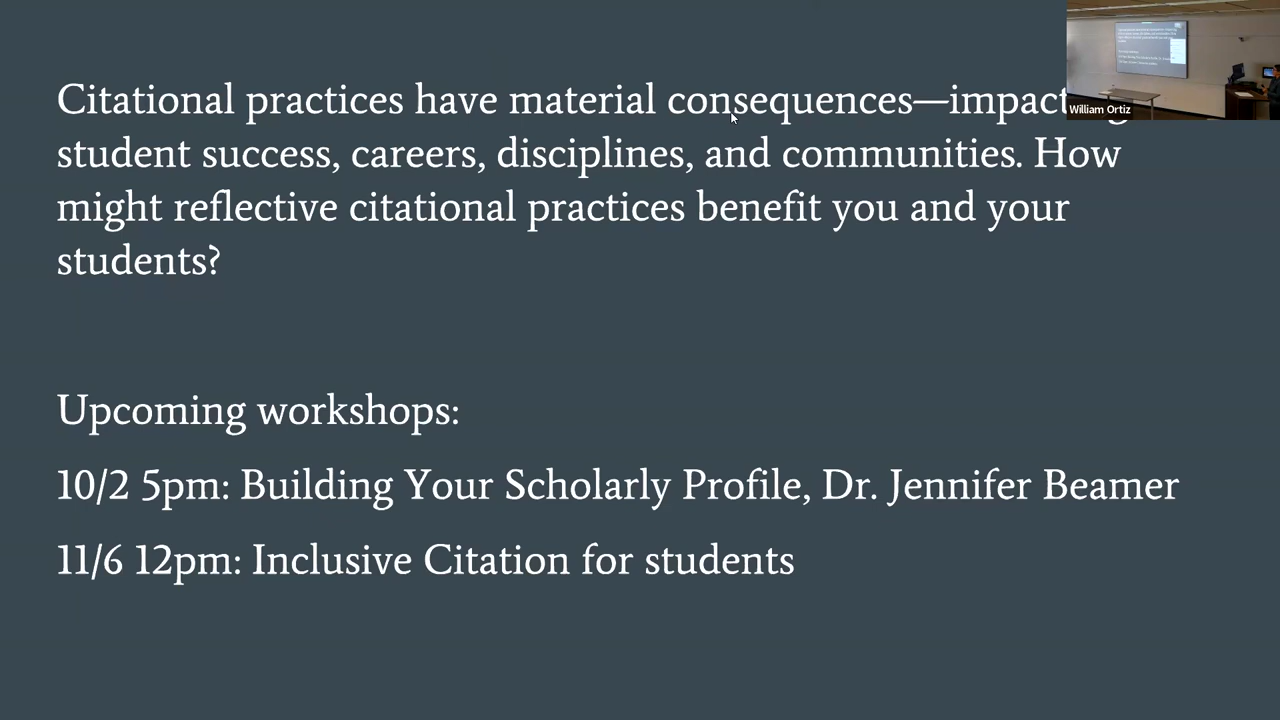 Citational practices have material consequences—impact
student success, careers, disciplines, and communities. How
might reflective citational practices benefit you and your
students?
Upcoming workshops:
10/2 5pm: Building Your Scholarly Profile, Dr. Jennifer Beamer
11/6 12pm: Inclusive Citation for students
William Ortiz